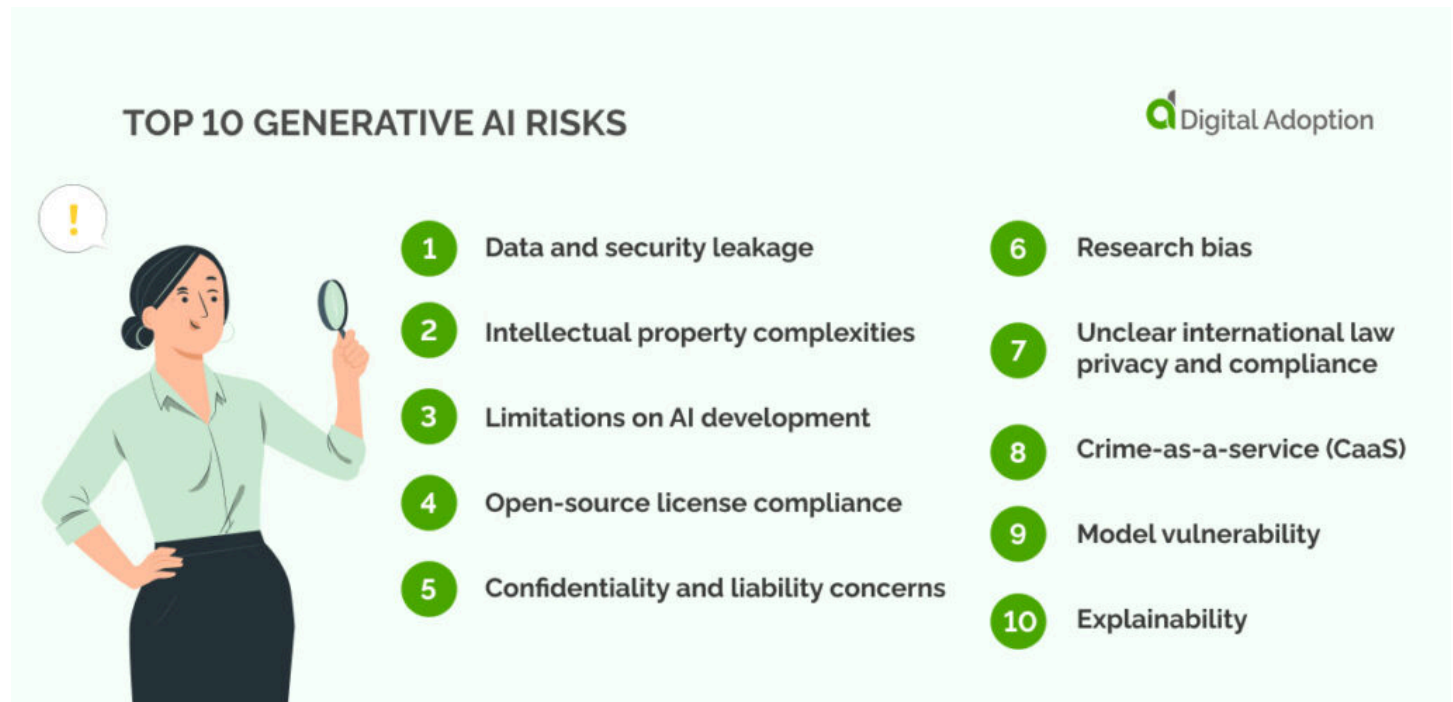 TOP 10 GENERATIVE AI RISKS
Digital Adoption
!
1 Data and security leakage
2 Intellectual property complexities
3 Limitations on AI development
4 Open-source license compliance
5 Confidentiality and liability concerns
6 Research bias
7 Unclear international law
privacy and compliance
8 Crime-as-a-service (CaaS)
9 Model vulnerability
10 Explainability